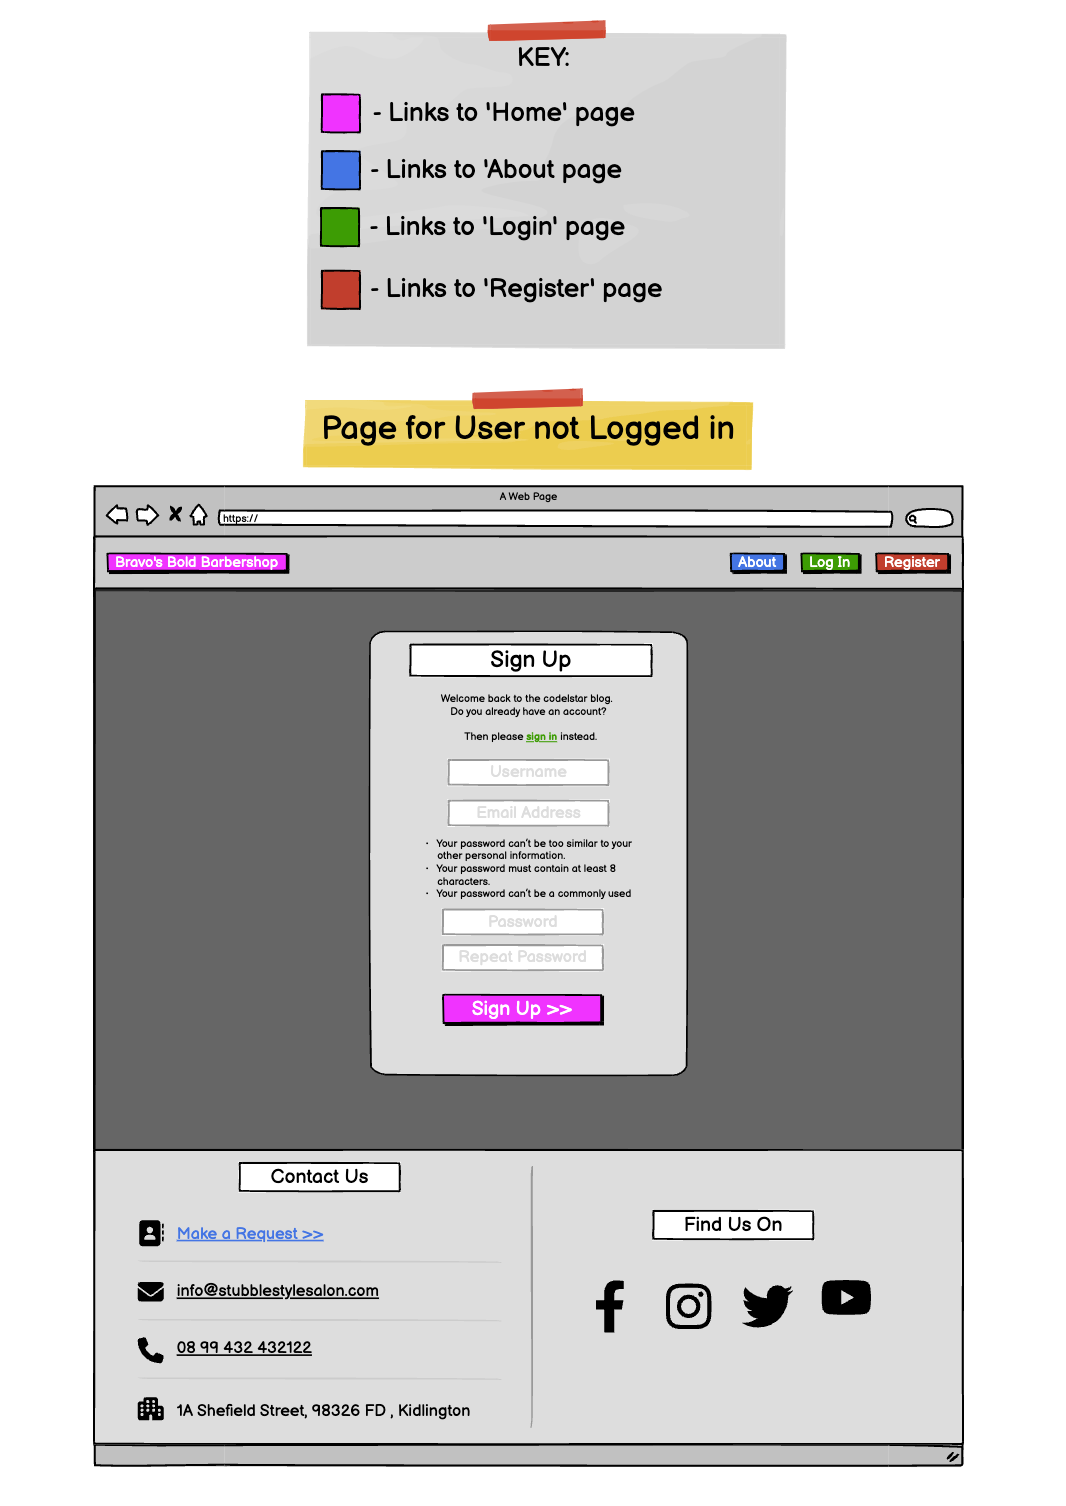 KEY:
- Links to 'Home' page
- Links to 'About page
- Links to 'Login' page
- Links to 'Register' page
Page for User not Logged in
A Web Page
https://
Bravo's Bold Barbershop
About
Log In
Register
Sign Up
Welcome back to the codelstar blog.
Do you already have an account?
Then please sign in instead.
Username
Email Address
· Your password can't be too similar to your
other personal information.
· Your password must contain at least 8
characters.
· Your password can't be a commonly used
Password
Repeat Password
Sign Up >>
Contact Us
Make a Request >>
info@stubblestylesalon.com
08 99 432 432122
1A Shefield Street, 98326 FD , Kidlington
Find Us On